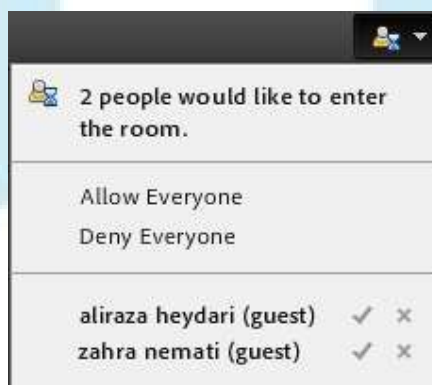 2 people would like to enter
the room.
Allow Everyone
Deny Everyone
aliraza heydari (guest)
zahra nemati (guest)